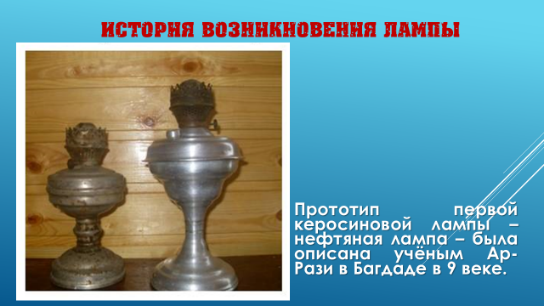 ИСТОРИЯ ВОЗНИКНОВЕНИЯ ЛАМПЫ
Прототип первой
керосиновой лампы –
нефтяная лампа – была
описана учёным Ар-
Рази в Багдаде в 9 веке.